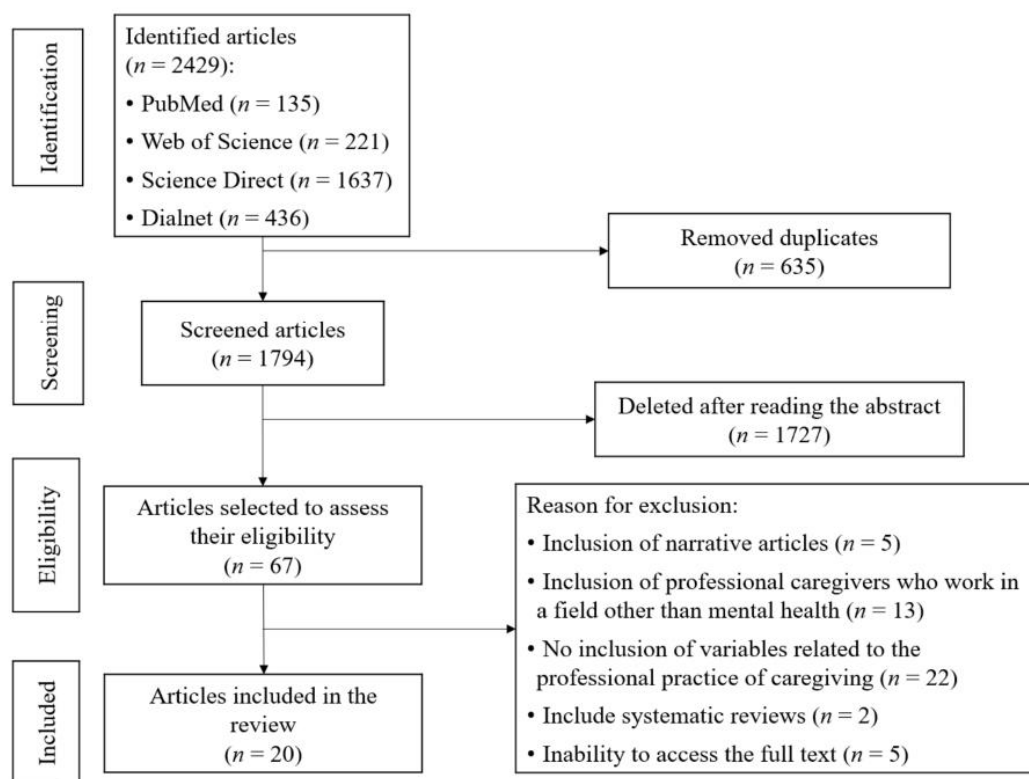 Identification
Identified articles
(n = 2429):
• PubMed (n = 135)
• Web of Science (n = 221)
• Science Direct (n = 1637)
• Dialnet (n = 436)
Removed duplicates
(n = 635)
Screening
Screened articles
(n = 1794)
Deleted after reading the abstract
(n = 1727)
Eligibility
Articles selected to assess
their eligibility
(n = 67)
Reason for exclusion:
• Inclusion of narrative articles (n = 5)
• Inclusion of professional caregivers who work in
a field other than mental health (n = 13)
• No inclusion of variables related to the
professional practice of caregiving (n = 22)
• Include systematic reviews (n = 2)
• Inability to access the full text (n = 5)
Included
Articles included in the
review
(n = 20)